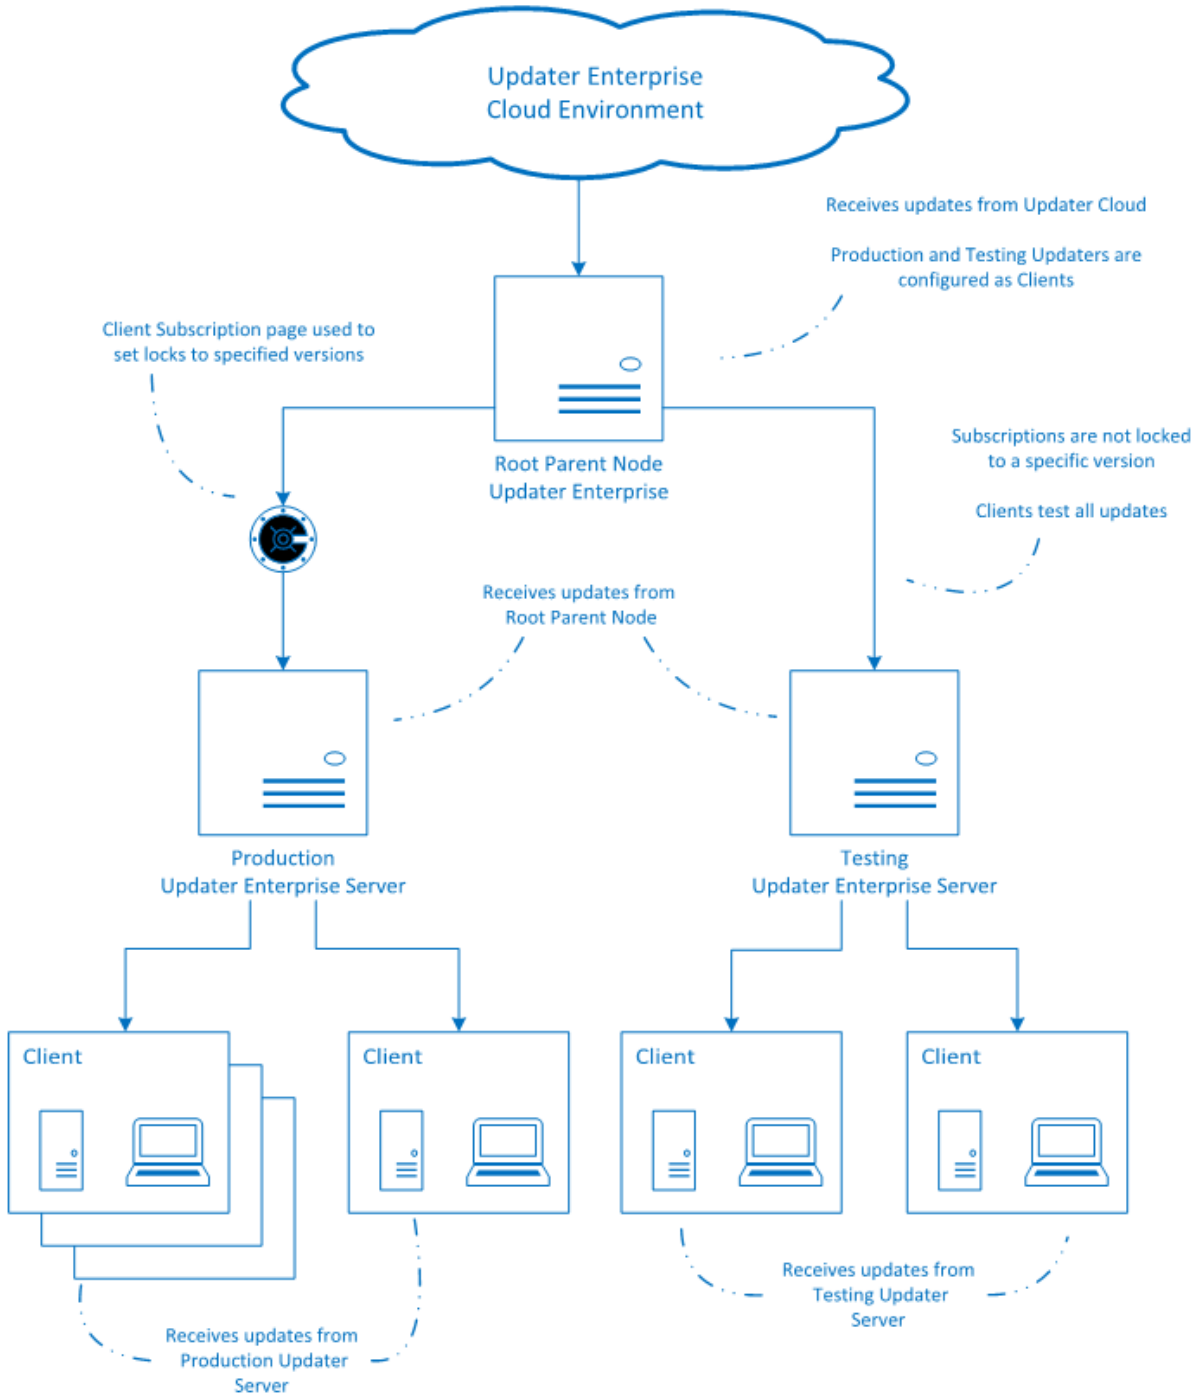 Updater Enterprise
Cloud Environment
Receives updates from Updater Cloud
Production and Testing Updaters are
configured as Clients
Client Subscription page used to
set locks to specified versions
Root Parent Node
Updater Enterprise
Subscriptions are not locked
to a specific version
Clients test all updates
Receives updates from
Root Parent Node
Production
Updater Enterprise Server
Testing
Updater Enterprise Server
Client
Client
Client
Client
Receives updates from
Testing Updater
Server
Receives updates from
Production Updater
Server